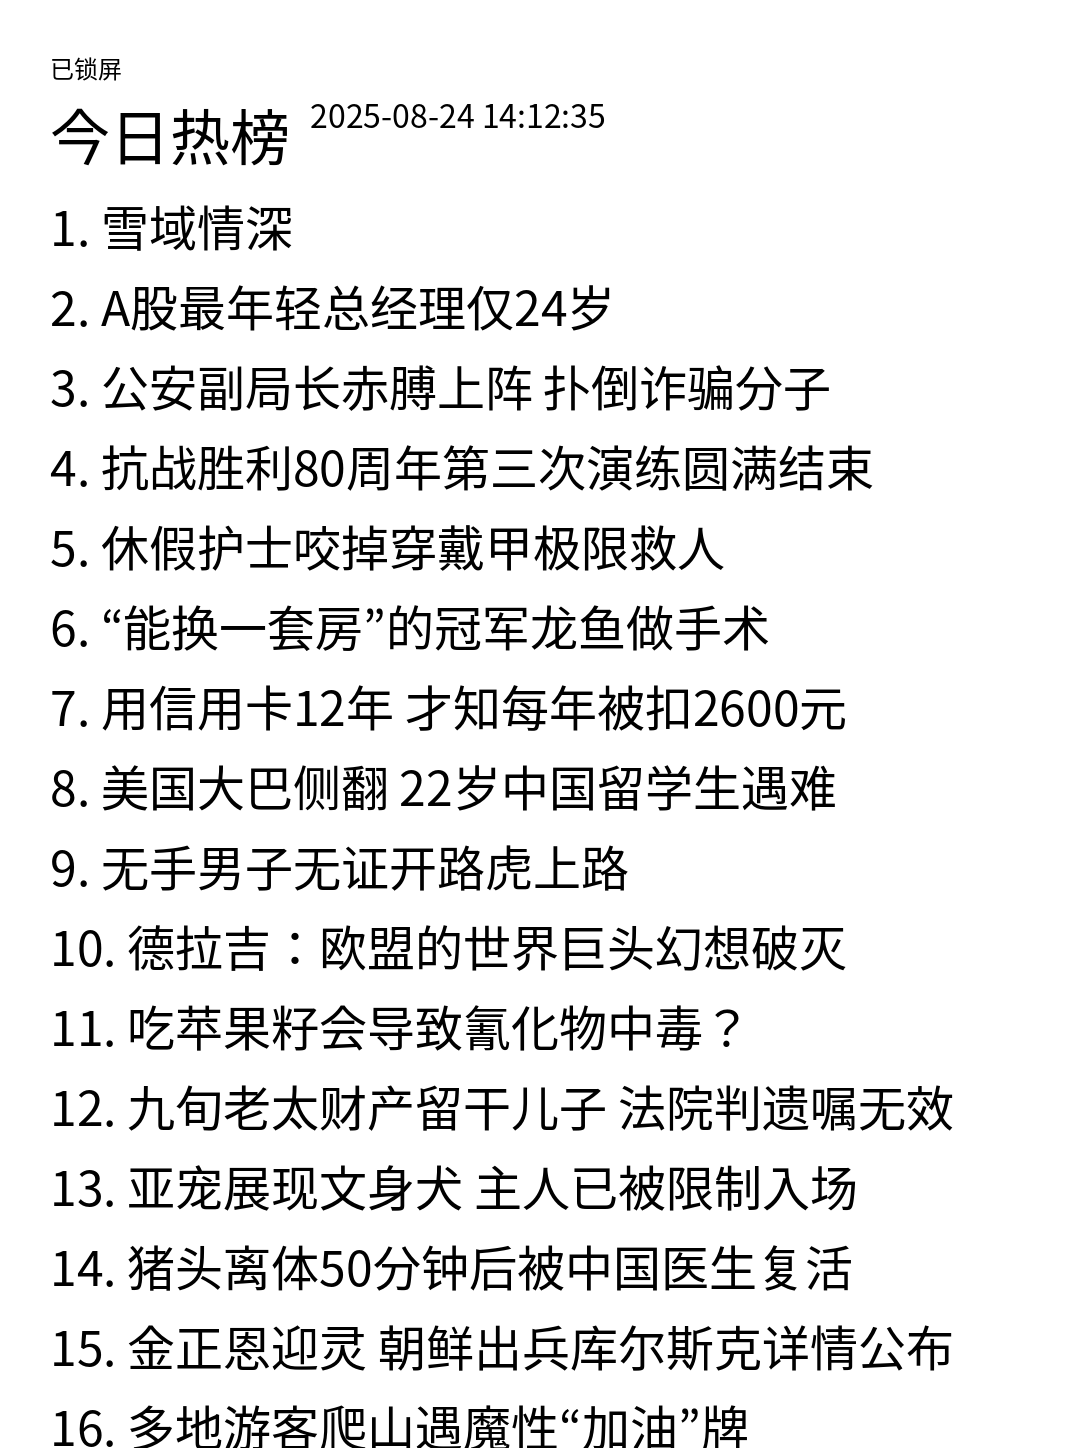 已锁屏
今日热榜 2025-08-24 14:12:35
1. 雪域情深
2. A股最年轻总经理仅24岁
3. 公安副局长赤膊上阵 扑倒诈骗分子
4. 抗战胜利80周年第三次演练圆满结束
5. 休假护士咬掉穿戴甲极限救人
6. “能换一套房”的冠军龙鱼做手术
7. 用信用卡12年 才知每年被扣2600元
8. 美国大巴侧翻 22岁中国留学生遇难
9. 无手男子无证开路虎上路
10. 德拉吉：欧盟的世界巨头幻想破灭
11. 吃苹果籽会导致氰化物中毒？
12. 九旬老太财产留干儿子 法院判遗嘱无效
13. 亚宠展现文身犬 主人已被限制入场
14. 猪头离体50分钟后被中国医生复活
15. 金正恩迎灵 朝鲜出兵库尔斯克详情公布
16. 多地游客爬山遇魔性“加油”牌